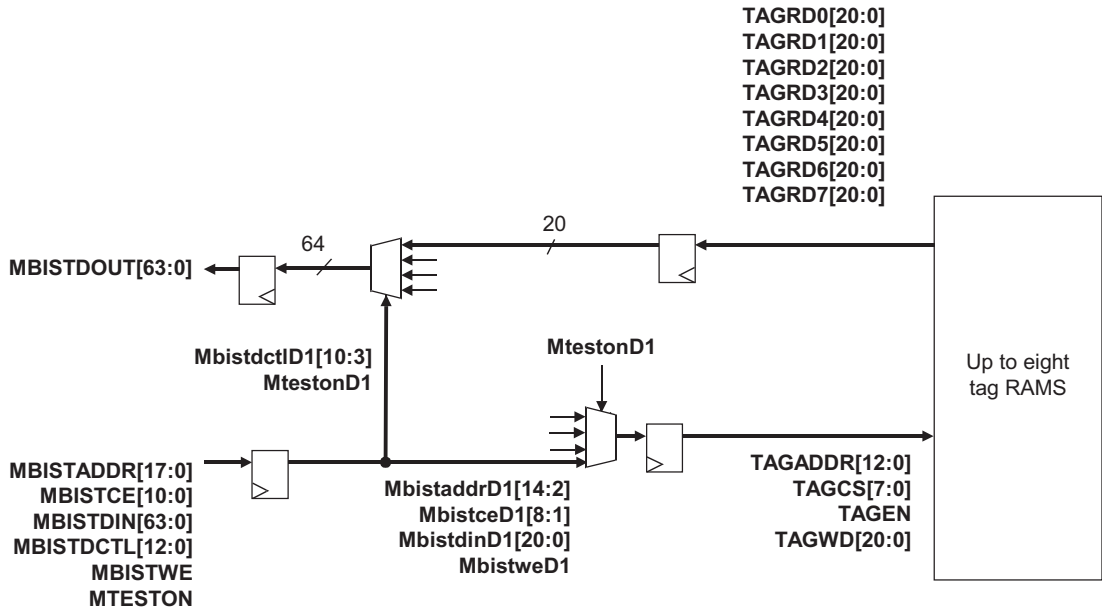 TAGRD0[20:0]
TAGRD1[20:0]
TAGRD2[20:0]
TAGRD3[20:0]
TAGRD4[20:0]
TAGRD5[20:0]
TAGRD6[20:0]
TAGRD7[20:0]
20
64
MBISTDOUT[63:0]
MbistdctlD1[10:3]
MtestonD1
MtestonD1
Up to eight
tag RAMS
MBISTADDR[17:0]
MBISTCE[10:0]
MBISTDIN[63:0]
MBISTDCTL[12:0]
MBISTWE
MTESTON
MbistaddrD1[14:2]
MbistceD1[8:1]
MbistdinD1[20:0]
MbistweD1
TAGADDR[12:0]
TAGCS[7:0]
TAGEN
TAGWD[20:0]